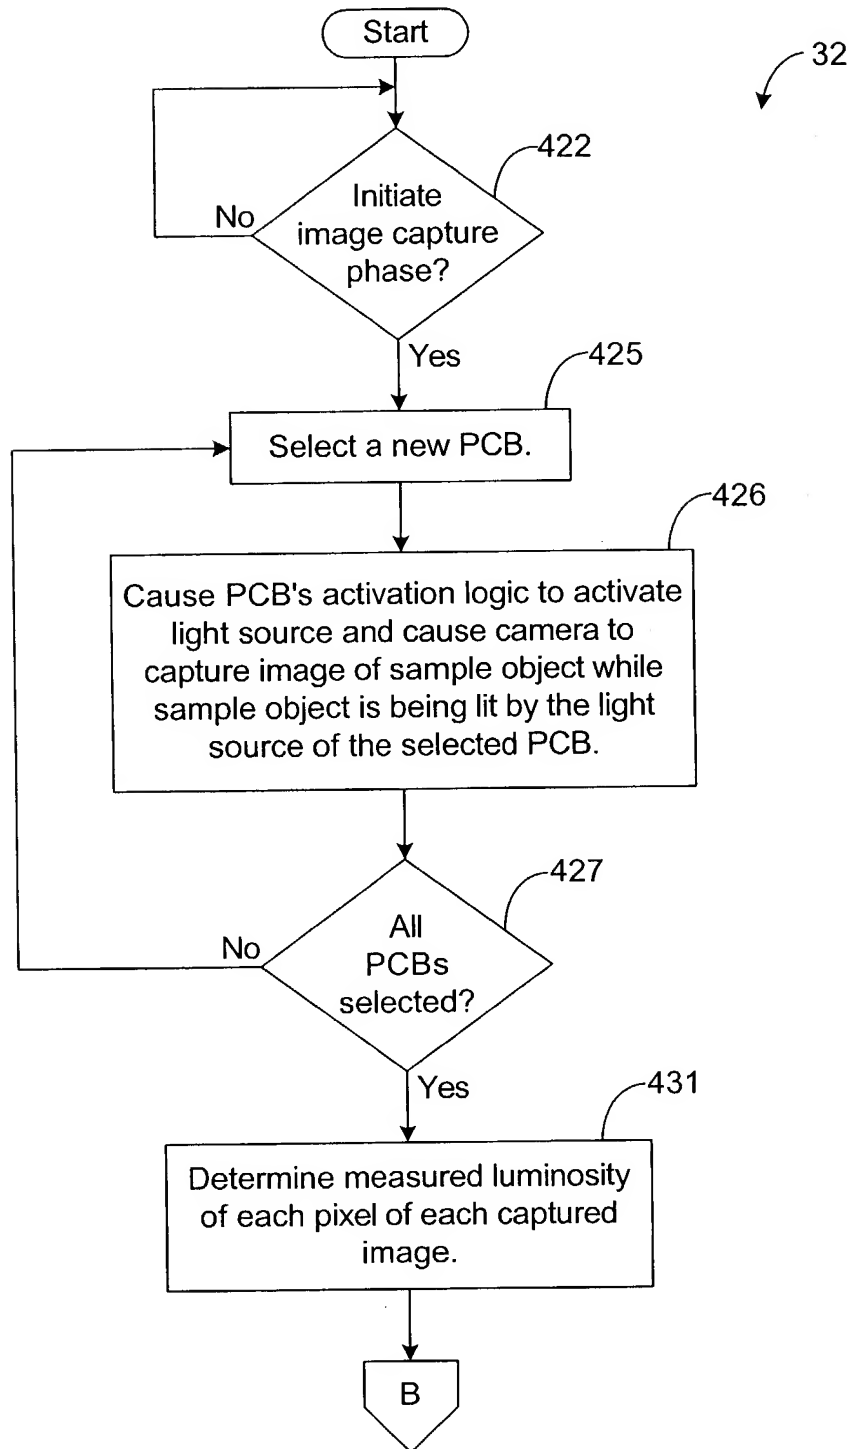 Start
32
422
Initiate
image capture
phase?
No
Yes
425
Select a new PCB.
426
Cause PCB's activation logic to activate
light source and cause camera to
capture image of sample object while
sample object is being lit by the light
source of the selected PCB.
427
All
PCBs
selected?
No
Yes
431
Determine measured luminosity
of each pixel of each captured
image.
B